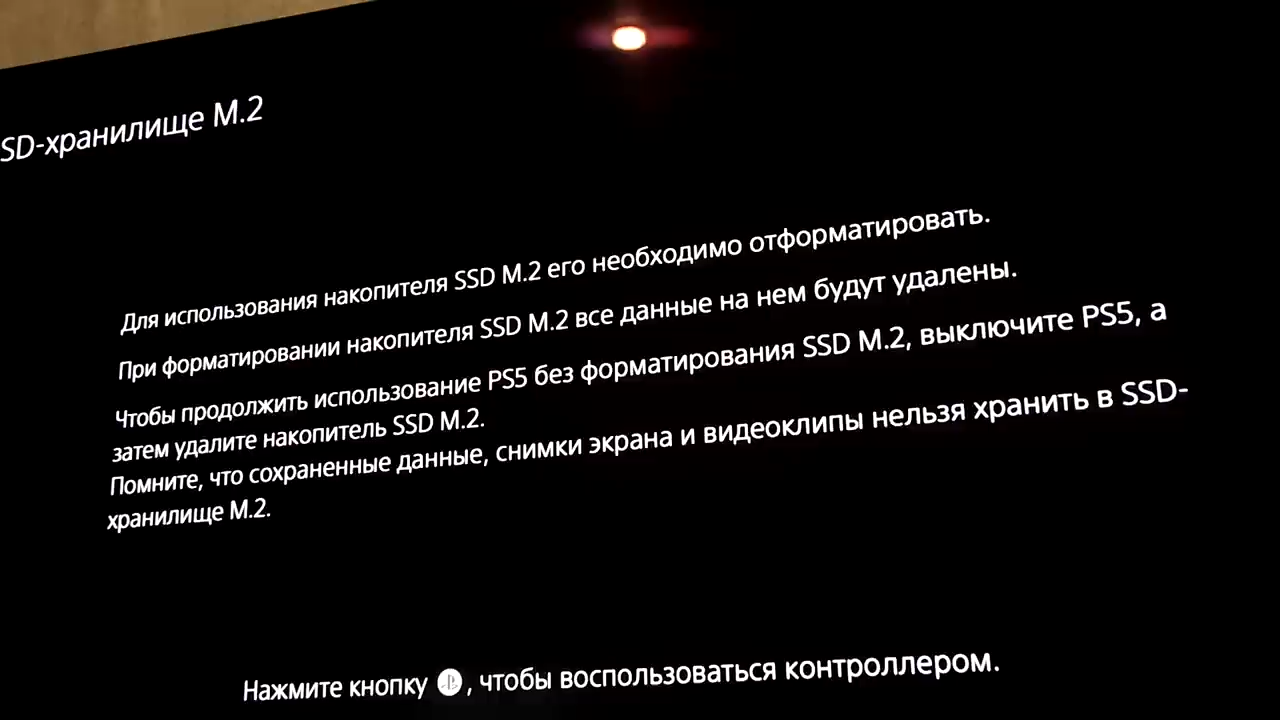 SD-хранилище M.2
Для использования накопителя SSD M.2 его необходимо отформатировать.
При форматировании накопителя SSD M.2 все данные на нем будут удалены.
Чтобы продолжить использование PS5 без форматирования SSD M.2, выключите PS5, а
затем удалите накопитель SSD M.2.
Помните, что сохраненные данные, снимки экрана и видеоклипы нельзя хранить в SSD-
хранилище M.2.
Нажмите кнопку , чтобы воспользоваться контроллером.